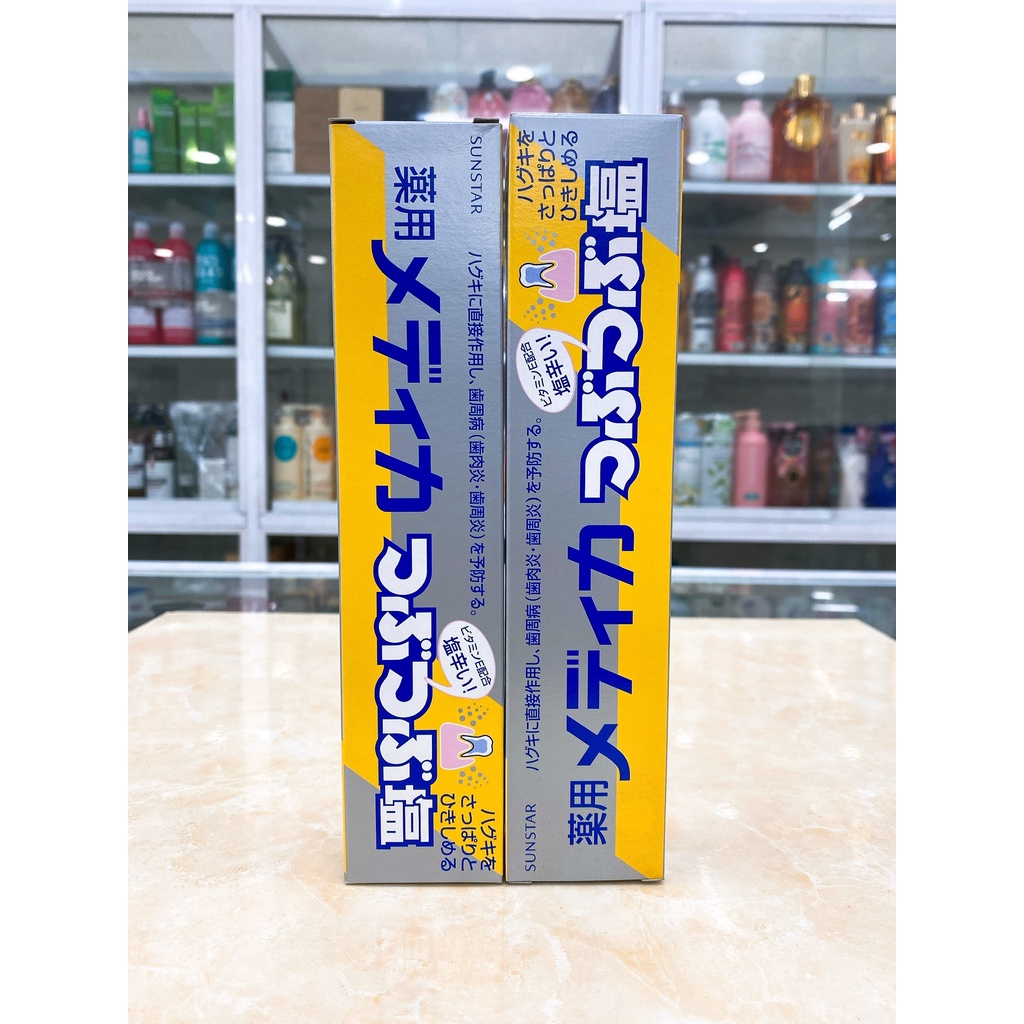 SUNSTAR
薬用
メディカ
つぶつぶ塩
ハグキに直接作用し、歯周病(歯肉炎・歯周炎)を予防する。
ビタミンE配合
塩辛い!
ハグキを
さっぱりと
ひきしめる
SUNSTAR
薬用
メディカ
つぶつぶ塩
ハグキに直接作用し、歯周病(歯肉炎・歯周炎)を予防する。
ビタミンE配合
塩辛い!
ハグキを
さっぱりと
ひきしめる